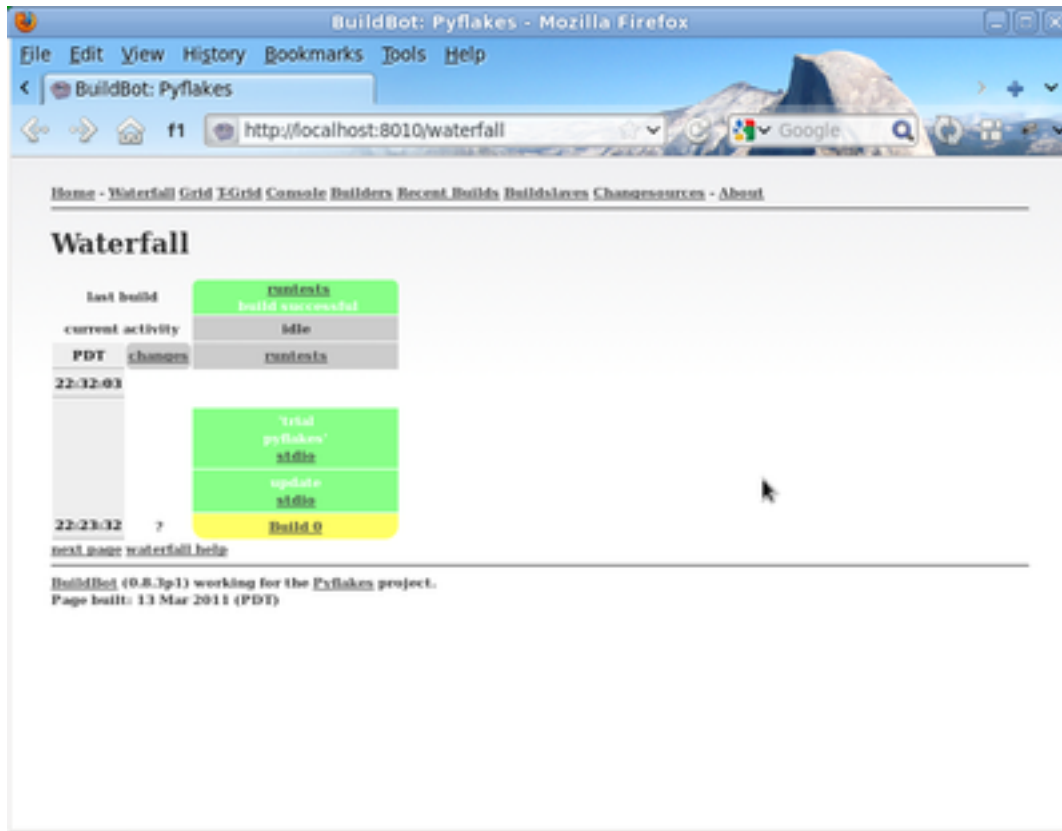 BuildBot: Pyflakes - Mozilla Firefox
File Edit View History Bookmarks Tools Help
BuildBot: Pyflakes
f1 http://localhost:8010/waterfall Google
Home - Waterfall Grid T-Grid Console Builders Recent Builds Buildslaves Changesources - About
Waterfall
last build runtests
build successful
current activity idle
PDT changes runtests
22:32:03
'trial
pyflakes'
stdio
update
stdio
22:23:32 ? Build 0
next page waterfall help
BuildBot (0.8.3p1) working for the Pyflakes project.
Page built: 13 Mar 2011 (PDT)